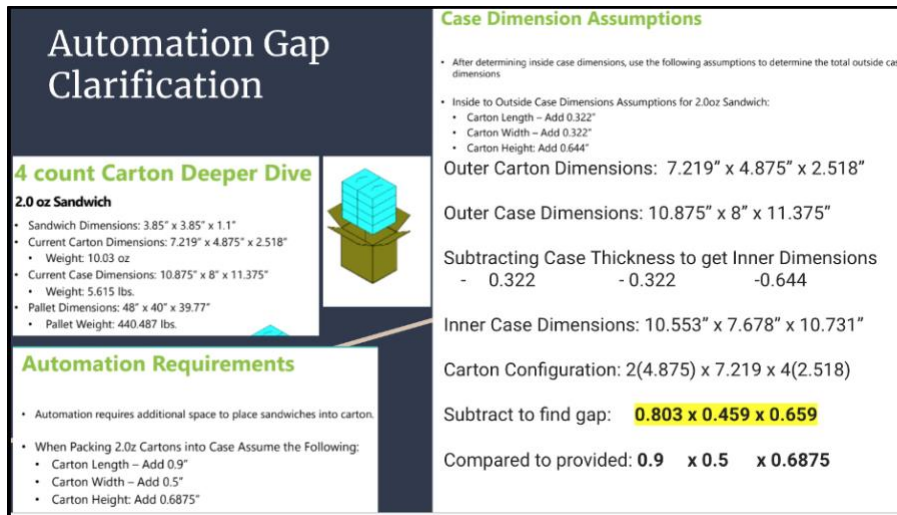 Automation Gap
Clarification
4 count Carton Deeper Dive
2.0 oz Sandwich
• Sandwich Dimensions: 3.85” x 3.85” x 1.1”
• Current Carton Dimensions: 7.219” x 4.875” x 2.518”
• Weight: 10.03 oz
• Current Case Dimensions: 10.875” x 8” x 11.375”
• Weight: 5.615 lbs.
• Pallet Dimensions: 48” x 40” x 39.77”
• Pallet Weight: 440.487 lbs.
Automation Requirements
• Automation requires additional space to place sandwiches into carton.
• When Packing 2.0z Cartons into Case Assume the Following:
• Carton Length – Add 0.9”
• Carton Width – Add 0.5”
• Carton Height: Add 0.6875”
Case Dimension Assumptions
• After determining inside case dimensions, use the following assumptions to determine the total outside cas
dimensions
• Inside to Outside Case Dimensions Assumptions for 2.0oz Sandwich:
• Carton Length – Add 0.322”
• Carton Width – Add 0.322”
• Carton Height: Add 0.644”
Outer Carton Dimensions: 7.219” x 4.875” x 2.518”
Outer Case Dimensions: 10.875” x 8” x 11.375”
Subtracting Case Thickness to get Inner Dimensions
- 0.322 - 0.322 -0.644
Inner Case Dimensions: 10.553” x 7.678” x 10.731”
Carton Configuration: 2(4.875) x 7.219 x 4(2.518)
Subtract to find gap: 0.803 x 0.459 x 0.659
Compared to provided: 0.9 x 0.5 x 0.6875